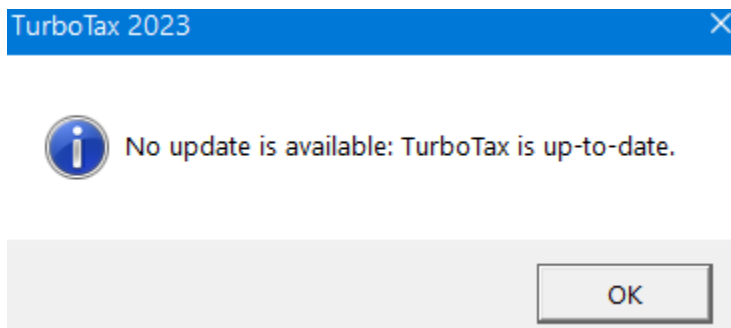 TurboTax 2023
No update is available: TurboTax is up-to-date.
OK